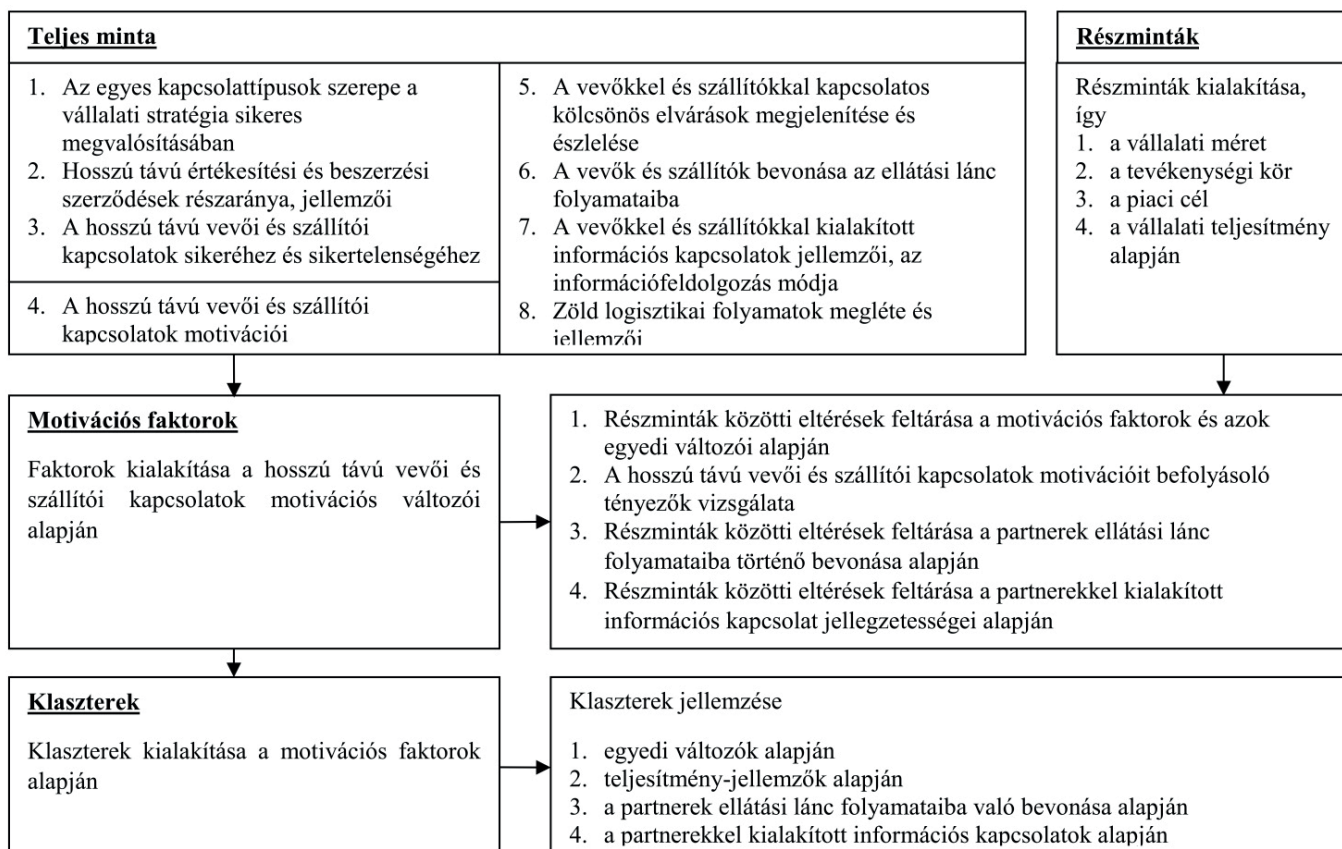 Teljes minta
1. Az egyes kapcsolattípusok szerepe a
vállalati stratégia sikeres
megvalósításában
2. Hosszú távú értékesítési és beszerzési
szerződések részaránya, jellemzői
3. A hosszú távú vevői és szállítói
kapcsolatok sikeréhez és sikertelenségéhez
4. A hosszú távú vevői és szállítói
kapcsolatok motivációi
5. A vevőkkel és szállítókkal kapcsolatos
kölcsönös elvárások megjelenítése és
észlelése
6. A vevők és szállítók bevonása az ellátási lánc
folyamataiba
7. A vevőkkel és szállítókkal kialakított
információs kapcsolatok jellemzői, az
információfeldolgozás módja
8. Zöld logisztikai folyamatok megléte és
jellemzői
Részminták
Részminták kialakítása,
így
1. a vállalati méret
2. a tevékenységi kör
3. a piaci cél
4. a vállalati teljesítmény
alapján
Motivációs faktorok
Faktorok kialakítása a hosszú távú vevői és
szállítói kapcsolatok motivációs változói
alapján
1. Részminták közötti eltérések feltárása a motivációs faktorok és azok
egyedi változói alapján
2. A hosszú távú vevői és szállítói kapcsolatok motivációit befolyásoló
tényezők vizsgálata
3. Részminták közötti eltérések feltárása a partnerek ellátási lánc
folyamataiba történő bevonása alapján
4. Részminták közötti eltérések feltárása a partnerekkel kialakított
információs kapcsolat jellegzetességei alapján
Klaszterek
Klaszterek kialakítása a motivációs faktorok
alapján
Klaszterek jellemzése
1. egyedi változók alapján
2. teljesítmény-jellemzők alapján
3. a partnerek ellátási lánc folyamataiba való bevonása alapján
4. a partnerekkel kialakított információs kapcsolatok alapján